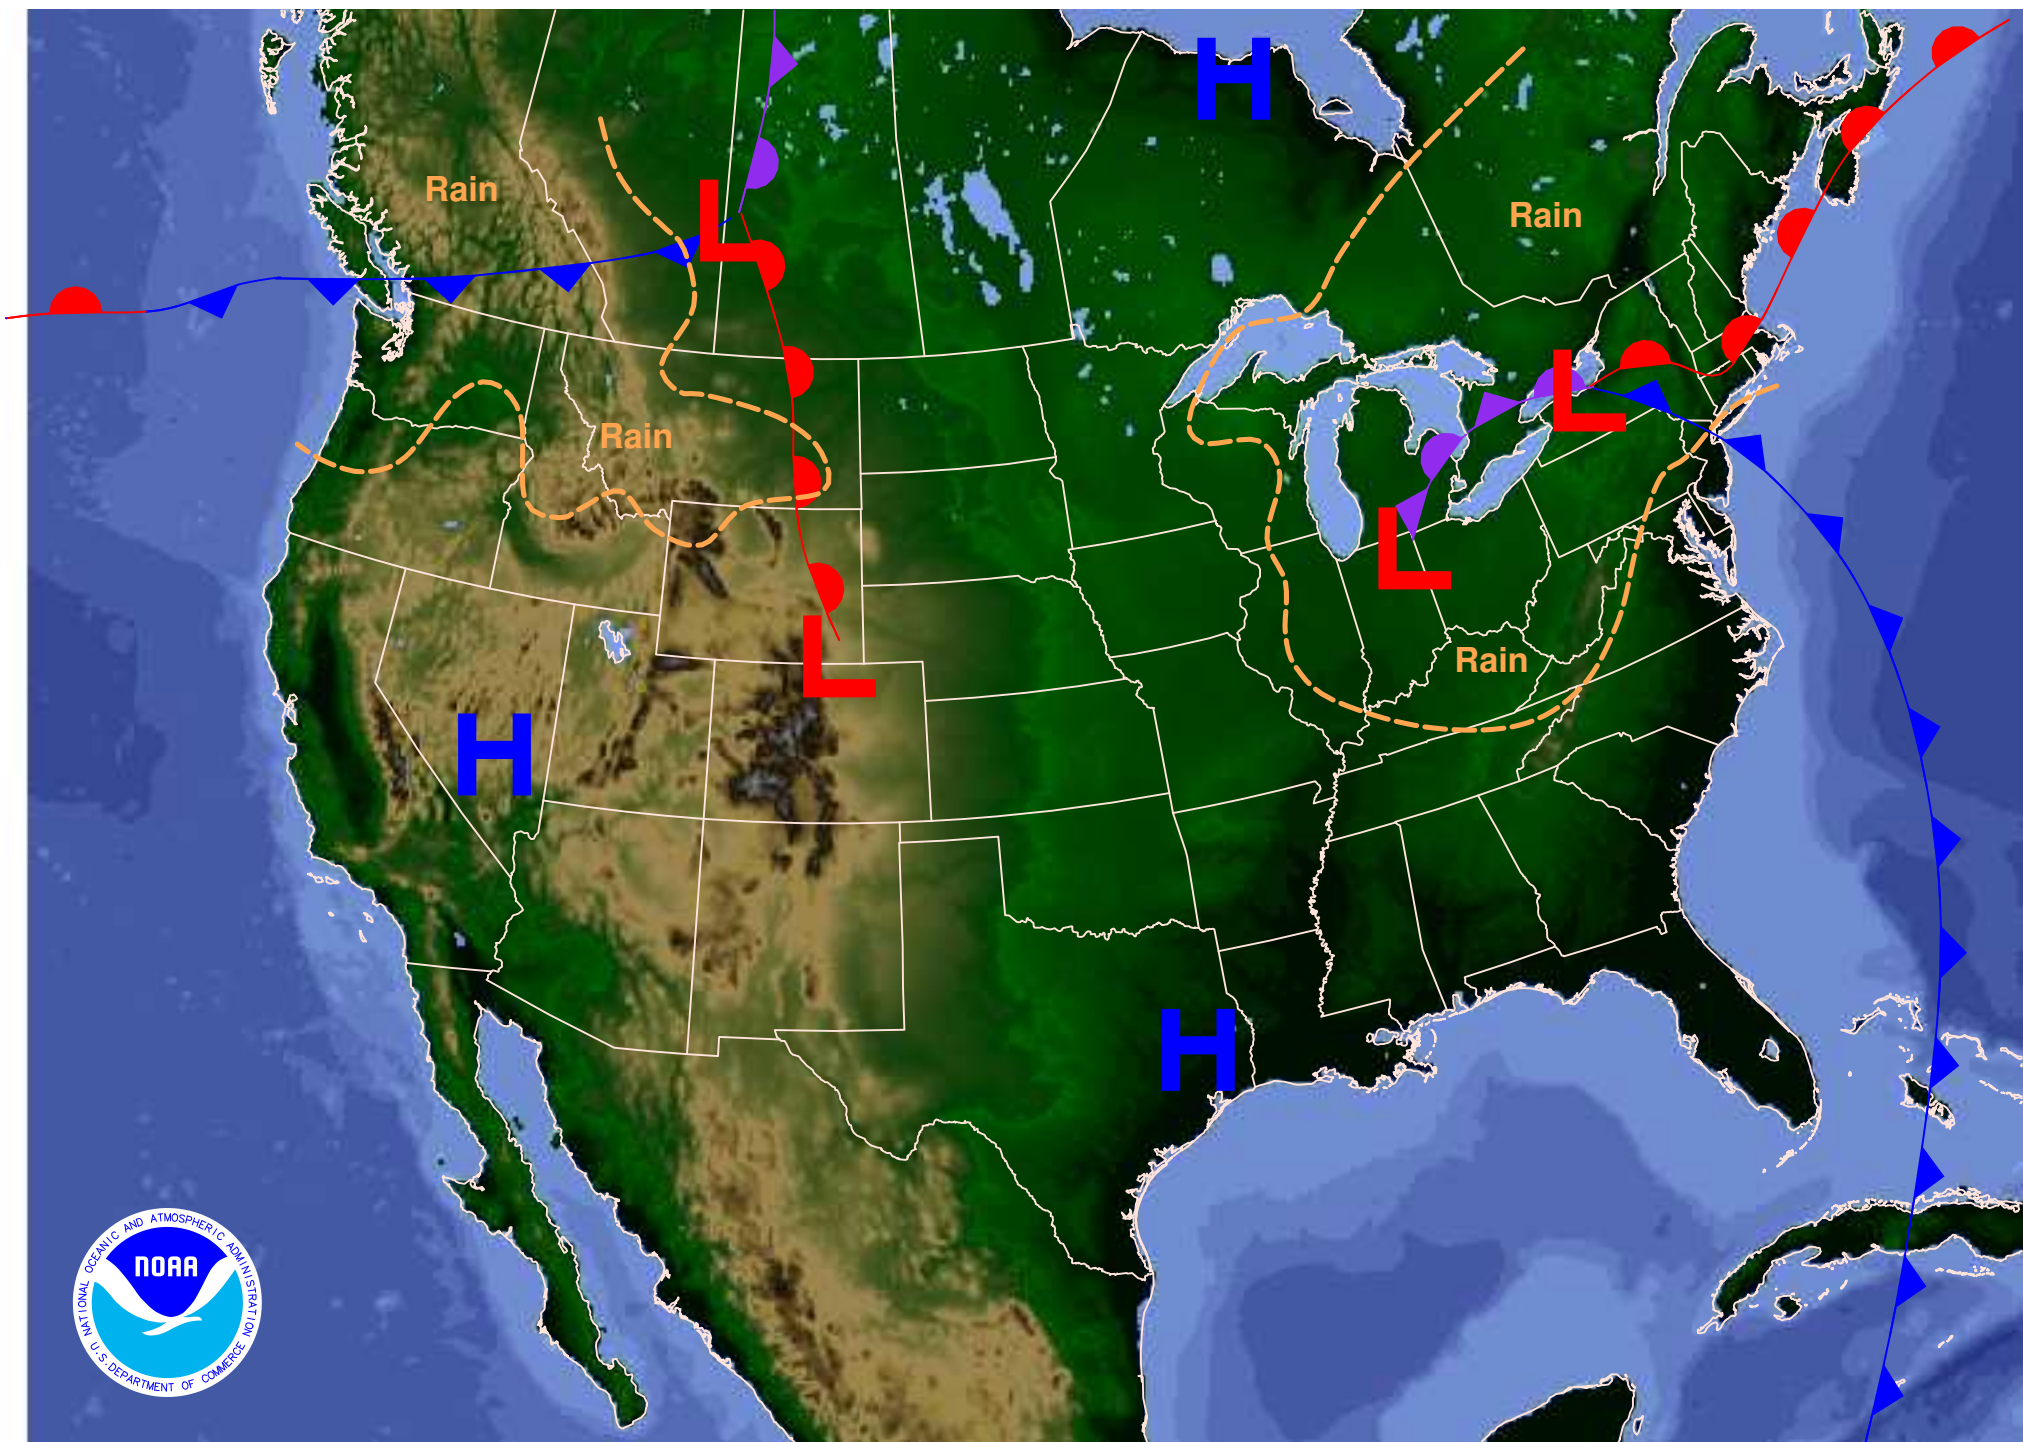 H
Rain
L
Rain
L
Rain
L
L
Rain
H
H
NATIONAL OCEANIC AND ATMOSPHERIC ADMINISTRATION
NOAA
U.S. DEPARTMENT OF COMMERCE